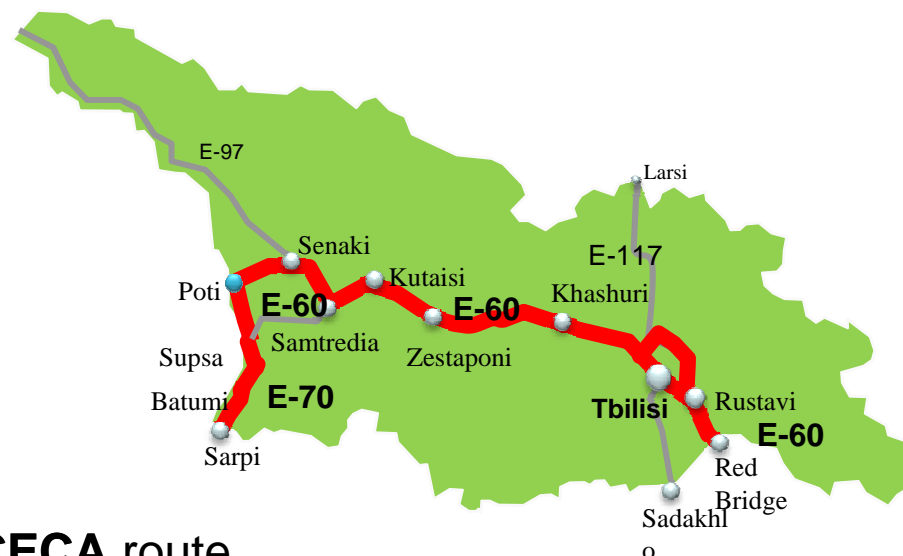 E-97
Larsi
Senaki
E-117
Kutaisi
Poti
E-60
E-60
Khashuri
Samtredia
Zestaponi
Supsa
Batumi
E-70
Tbilisi
Rustavi
E-60
Sarpi
Red
Bridge
Sadakhl
o
CECA route